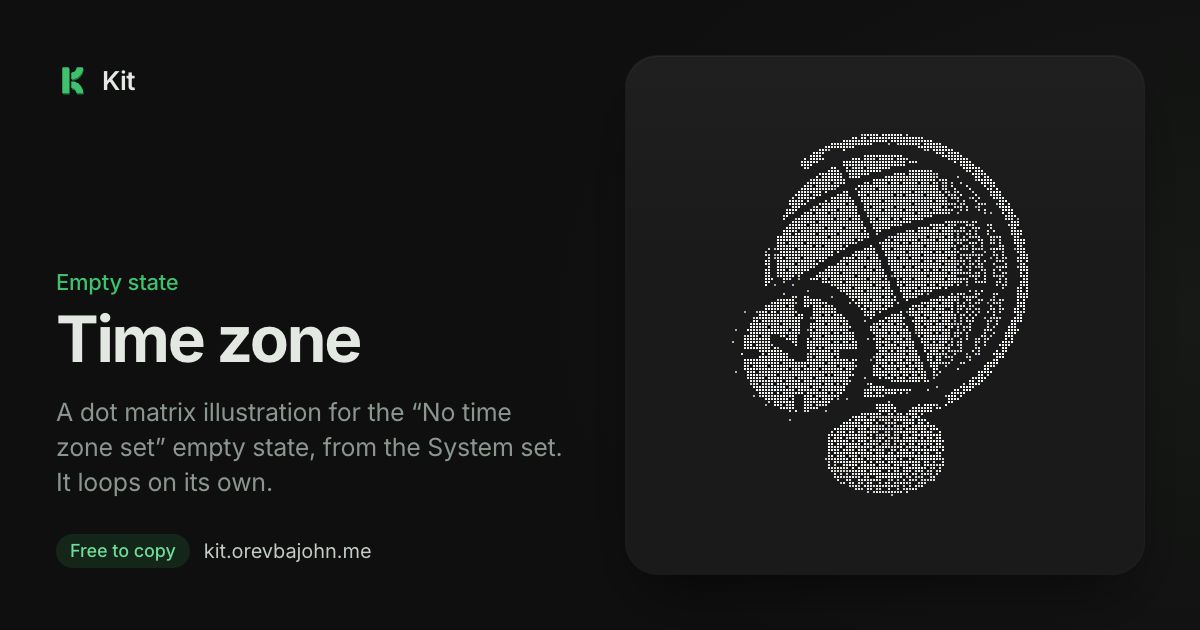 Kit
Empty state
Time zone
A dot matrix illustration for the “No time
zone set” empty state, from the System set.
It loops on its own.
Free to copy
kit.orevbajohn.me